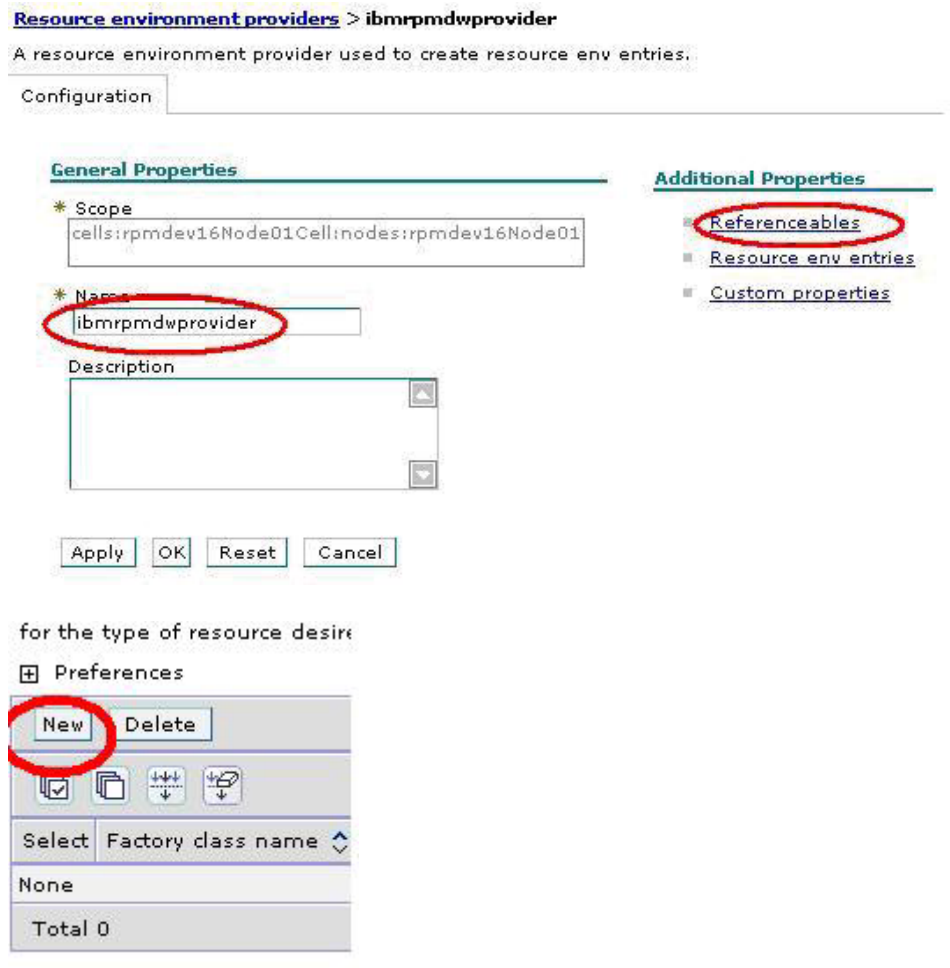 Resource environment providers > ibmrpmdwprovider
A resource environment provider used to create resource env entries.
Configuration
General Properties
* Scope
cells:rpmdev16Node01Cell:nodes:rpmdev16Node01
* Name
ibmrpmdwprovider
Description
Apply OK Reset Cancel
Additional Properties
Referenceables
Resource env entries
Custom properties
for the type of resource desire
Preferences
New Delete
Select Factory class name
None
Total 0